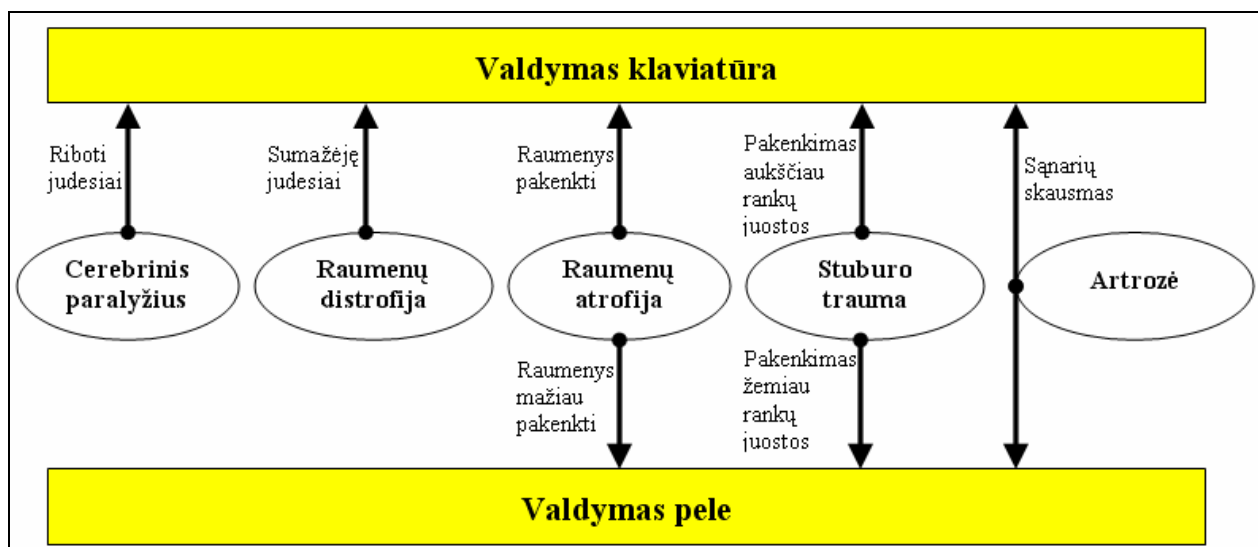 Valdymas klaviatūra
Riboti
judesiai
Sumažėję
judesiai
Raumenys
pakenkti
Pakenkimas
aukščiau
rankų
juostos
Sąnarių
skausmas
Cerebrinis
paralyžius
Raumenų
distrofija
Raumenų
atrofija
Stuburo
trauma
Artrozė
Raumenys
mažiau
pakenkti
Pakenkimas
žemiau
rankų
juostos
Valdymas pele